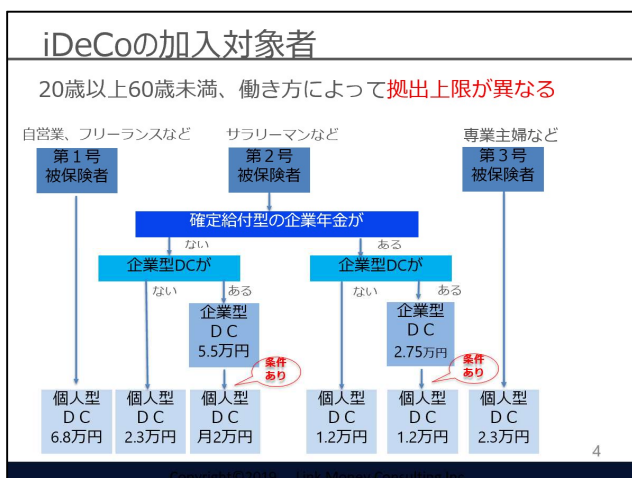 iDeCoの加入対象者
20歳以上60歳未満、働き方によって拠出上限が異なる
自営業、フリーランスなど
サラリーマンなど
専業主婦など
第１号
被保険者
第２号
被保険者
第３号
被保険者
確定給付型の企業年金が
ない
ある
企業型DCが
企業型DCが
ない
ある
ない
ある
企業型
ＤＣ
5.5万円
企業型
ＤＣ
2.75万円
条件
あり
条件
あり
個人型
ＤＣ
6.8万円
個人型
ＤＣ
2.3万円
個人型
ＤＣ
月2万円
個人型
ＤＣ
1.2万円
個人型
ＤＣ
1.2万円
個人型
ＤＣ
2.3万円
4
Copyright©2019 Link Money Consulting Inc.